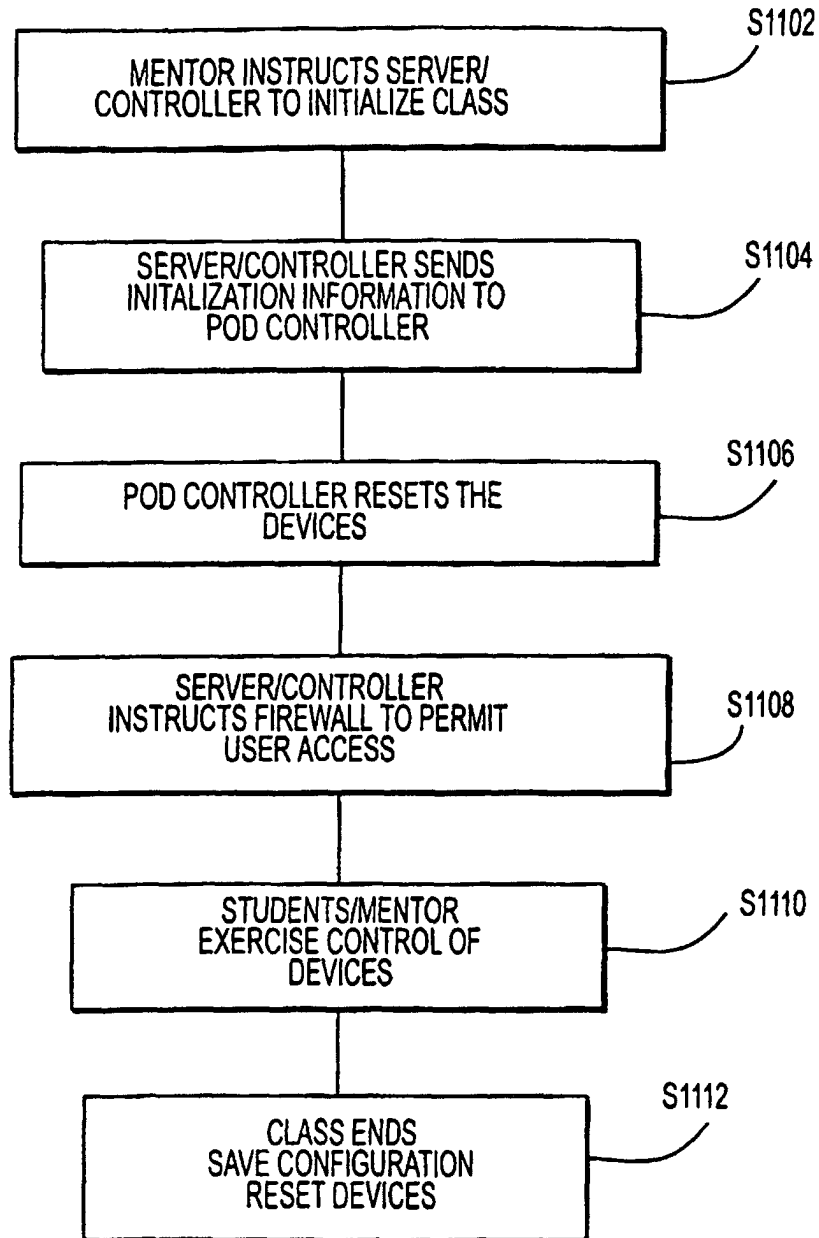 S1102
MENTOR INSTRUCTS SERVER/
CONTROLLER TO INITIALIZE CLASS
S1104
SERVER/CONTROLLER SENDS
INITALIZATION INFORMATION TO
POD CONTROLLER
S1106
POD CONTROLLER RESETS THE
DEVICES
S1108
SERVER/CONTROLLER
INSTRUCTS FIREWALL TO PERMIT
USER ACCESS
S1110
STUDENTS/MENTOR
EXERCISE CONTROL OF
DEVICES
S1112
CLASS ENDS
SAVE CONFIGURATION
RESET DEVICES